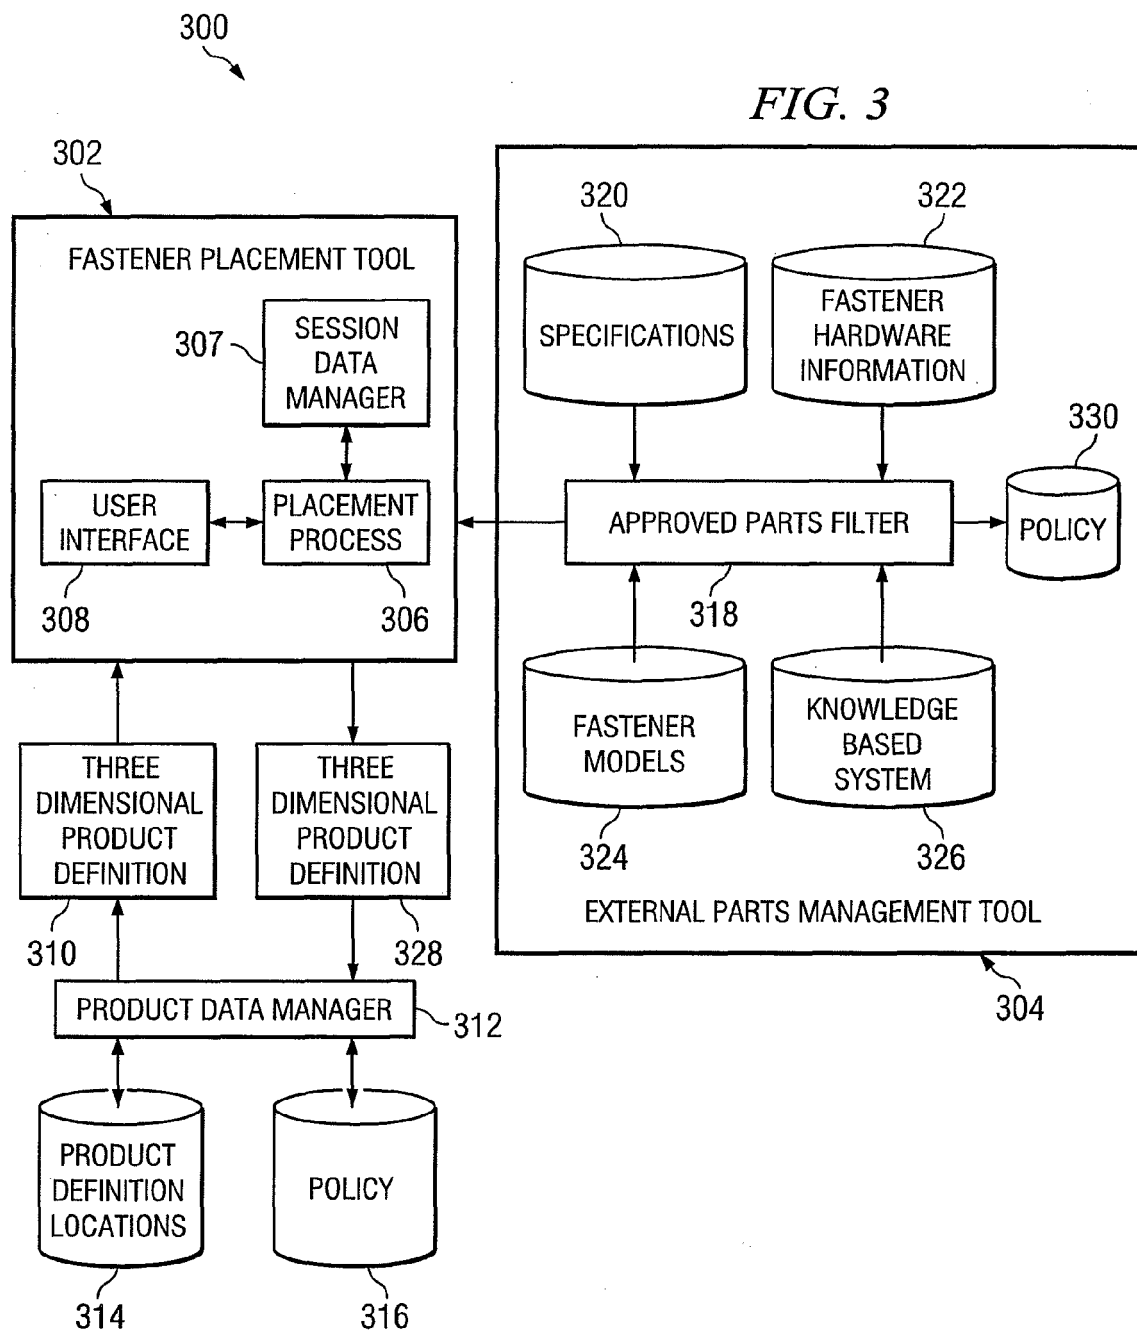 300
FIG. 3
302
FASTENER PLACEMENT TOOL
307
SESSION
DATA
MANAGER
USER
INTERFACE
308
PLACEMENT
PROCESS
306
320
SPECIFICATIONS
322
FASTENER
HARDWARE
INFORMATION
330
POLICY
APPROVED PARTS FILTER
318
FASTENER
MODELS
324
KNOWLEDGE
BASED
SYSTEM
326
EXTERNAL PARTS MANAGEMENT TOOL
304
THREE
DIMENSIONAL
PRODUCT
DEFINITION
310
THREE
DIMENSIONAL
PRODUCT
DEFINITION
328
PRODUCT DATA MANAGER
312
PRODUCT
DEFINITION
LOCATIONS
314
POLICY
316